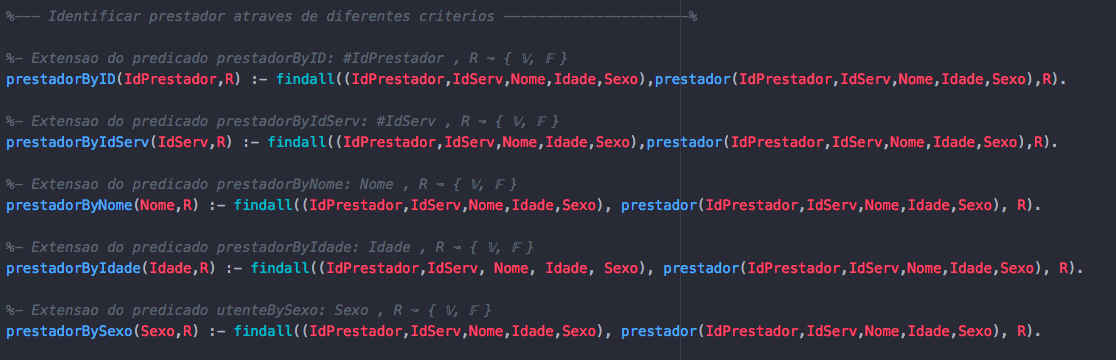 %--- Identificar prestador atraves de diferentes criterios ----------------------%
%- Extensao do predicado prestadorByID: #IdPrestador , R ↝ { 𝕍, 𝔽 }
prestadorByID(IdPrestador,R) :- findall((IdPrestador,IdServ,Nome,Idade,Sexo),prestador(IdPrestador,IdServ,Nome,Idade,Sexo),R).
%- Extensao do predicado prestadorByIdServ: #IdServ , R ↝ { 𝕍, 𝔽 }
prestadorByIdServ(IdServ,R) :- findall((IdPrestador,IdServ,Nome,Idade,Sexo),prestador(IdPrestador,IdServ,Nome,Idade,Sexo),R).
%- Extensao do predicado prestadorByNome: Nome , R ↝ { 𝕍, 𝔽 }
prestadorByNome(Nome,R) :- findall((IdPrestador,IdServ,Nome,Idade,Sexo), prestador(IdPrestador,IdServ,Nome,Idade,Sexo), R).
%- Extensao do predicado prestadorByIdade: Idade , R ↝ { 𝕍, 𝔽 }
prestadorByIdade(Idade,R) :- findall((IdPrestador,IdServ, Nome, Idade, Sexo), prestador(IdPrestador,IdServ,Nome,Idade,Sexo), R).
%- Extensao do predicado utenteBySexo: Sexo , R ↝ { 𝕍, 𝔽 }
prestadorBySexo(Sexo,R) :- findall((IdPrestador,IdServ,Nome,Idade,Sexo), prestador(IdPrestador,IdServ,Nome,Idade,Sexo), R).